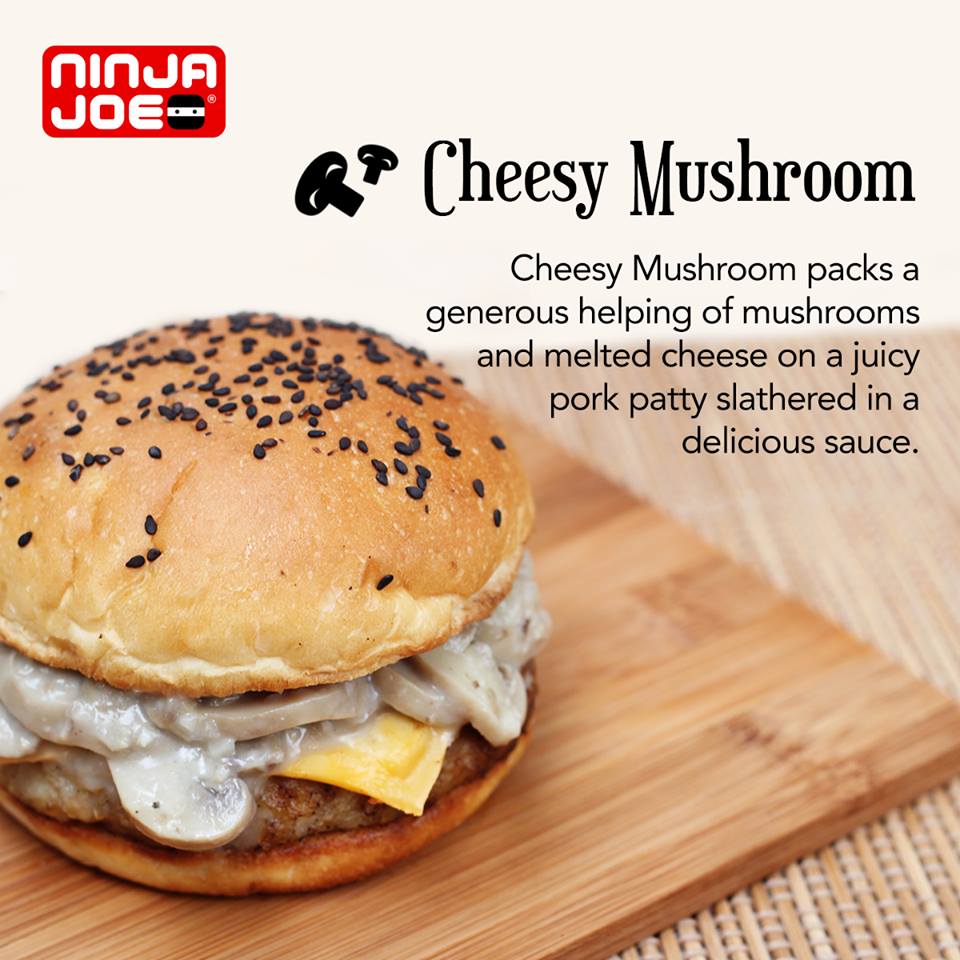 NINJA
JOE®
Cheesy Mushroom
Cheesy Mushroom packs a
generous helping of mushrooms
and melted cheese on a juicy
pork patty slathered in a
delicious sauce.